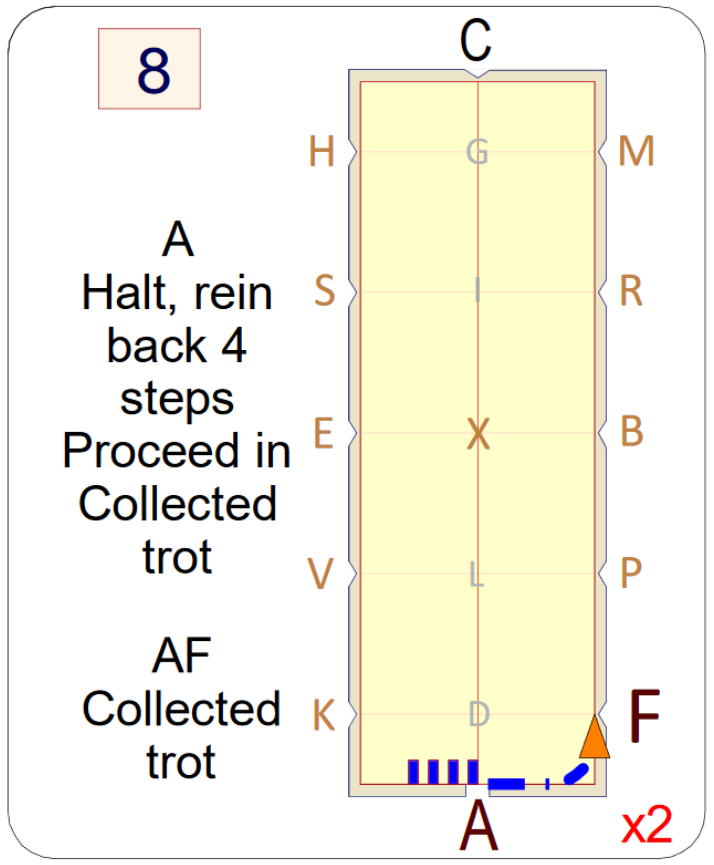 8
C
H
G
M
A
Halt, rein
back 4
steps
Proceed in
Collected
trot
S
I
R
E
X
B
V
L
P
AF
Collected
trot
K
D
F
A
x2